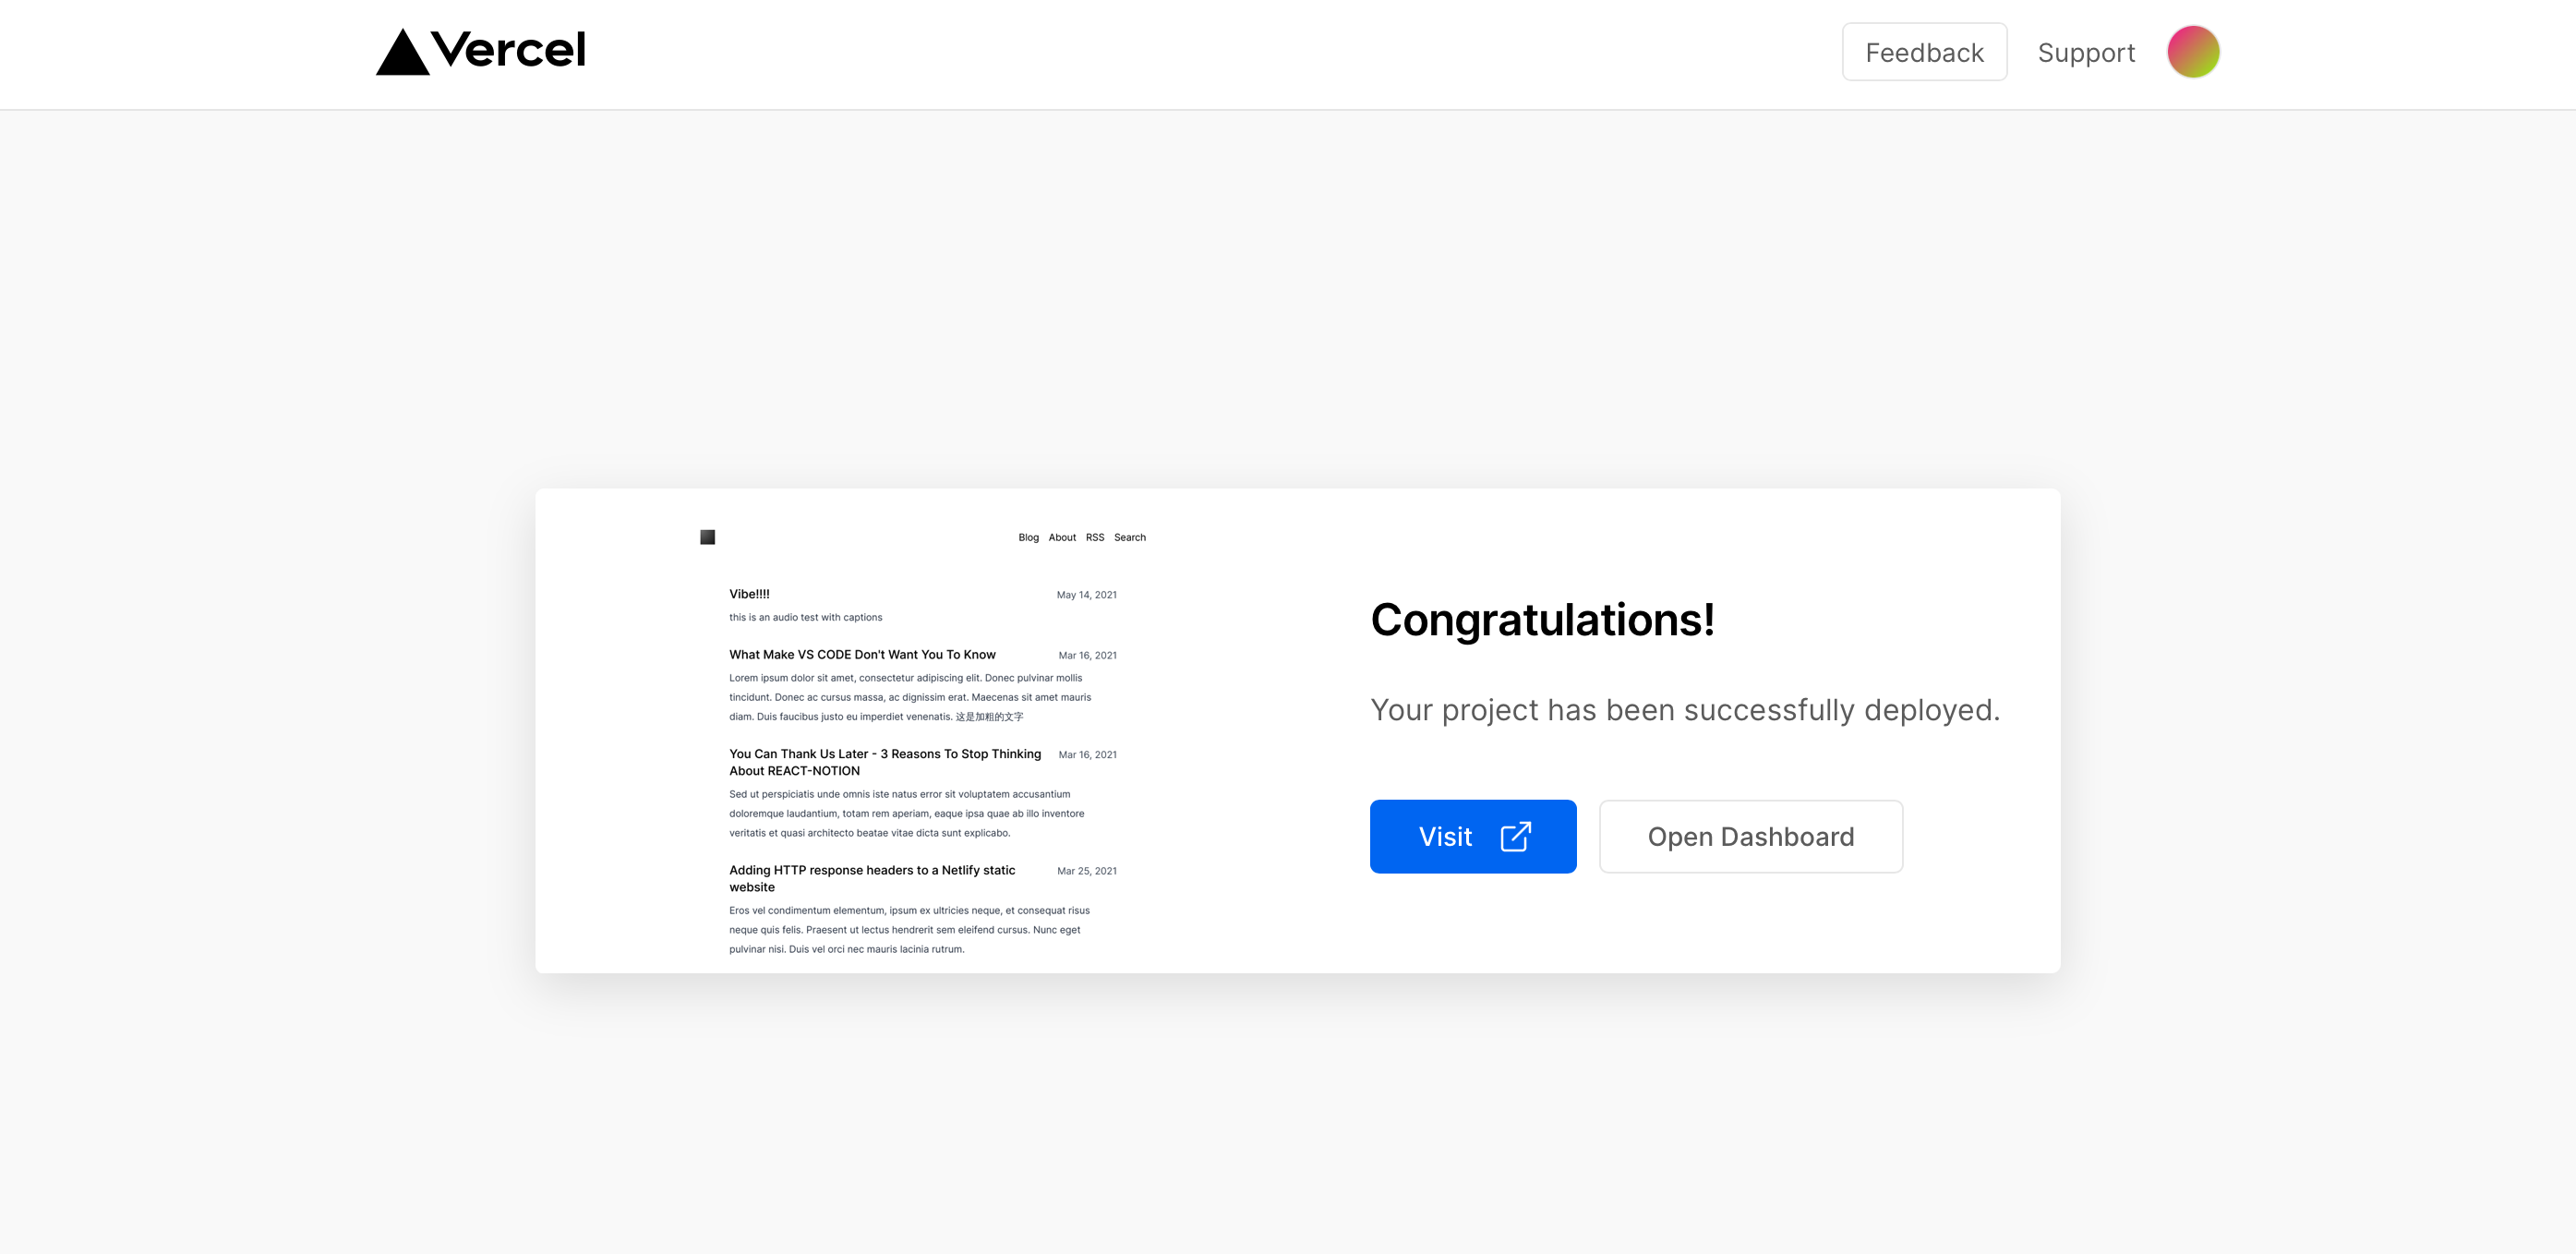 Vercel
Feedback
Support
Blog About RSS Search
Vibe!!!!
May 14, 2021
this is an audio test with captions
What Make VS CODE Don't Want You To Know
Mar 16, 2021
Lorem ipsum dolor sit amet, consectetur adipiscing elit. Donec pulvinar mollis
tincidunt. Donec ac cursus massa, ac dignissim erat. Maecenas sit amet mauris
diam. Duis faucibus justo eu imperdiet venenatis. 这是加粗的文字
You Can Thank Us Later - 3 Reasons To Stop Thinking
About REACT-NOTION
Mar 16, 2021
Sed ut perspiciatis unde omnis iste natus error sit voluptatem accusantium
doloremque laudantium, totam rem aperiam, eaque ipsa quae ab illo inventore
veritatis et quasi architecto beatae vitae dicta sunt explicabo.
Adding HTTP response headers to a Netlify static
website
Mar 25, 2021
Eros vel condimentum elementum, ipsum ex ultricies neque, et consequat risus
neque quis felis. Praesent ut lectus hendrerit sem eleifend cursus. Nunc eget
pulvinar nisi. Duis vel orci nec mauris lacinia rutrum.
Congratulations!
Your project has been successfully deployed.
Visit
Open Dashboard